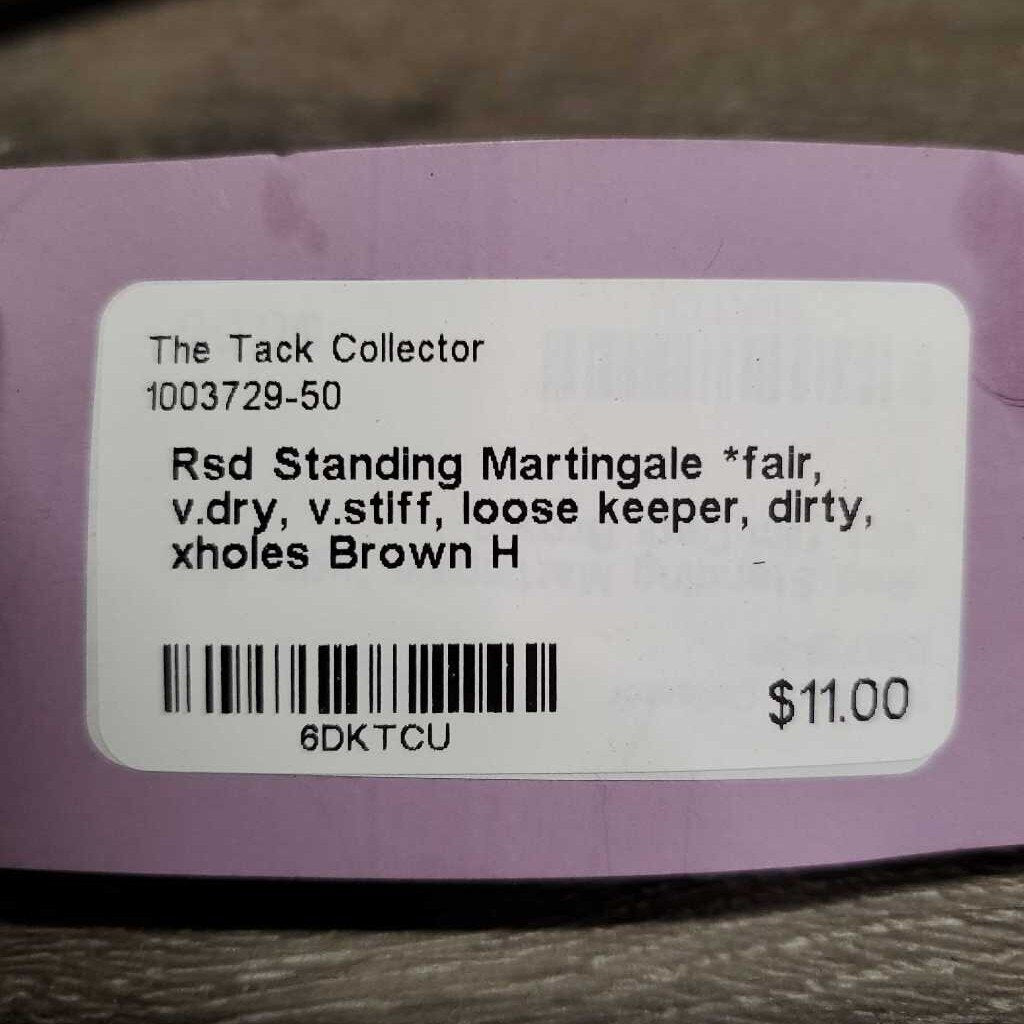 The Tack Collector
1003729-50
Rsd Standing Martingale *fair,
v.dry, v.stiff, loose keeper, dirty,
xholes Brown H
6DKTCU
$11.00